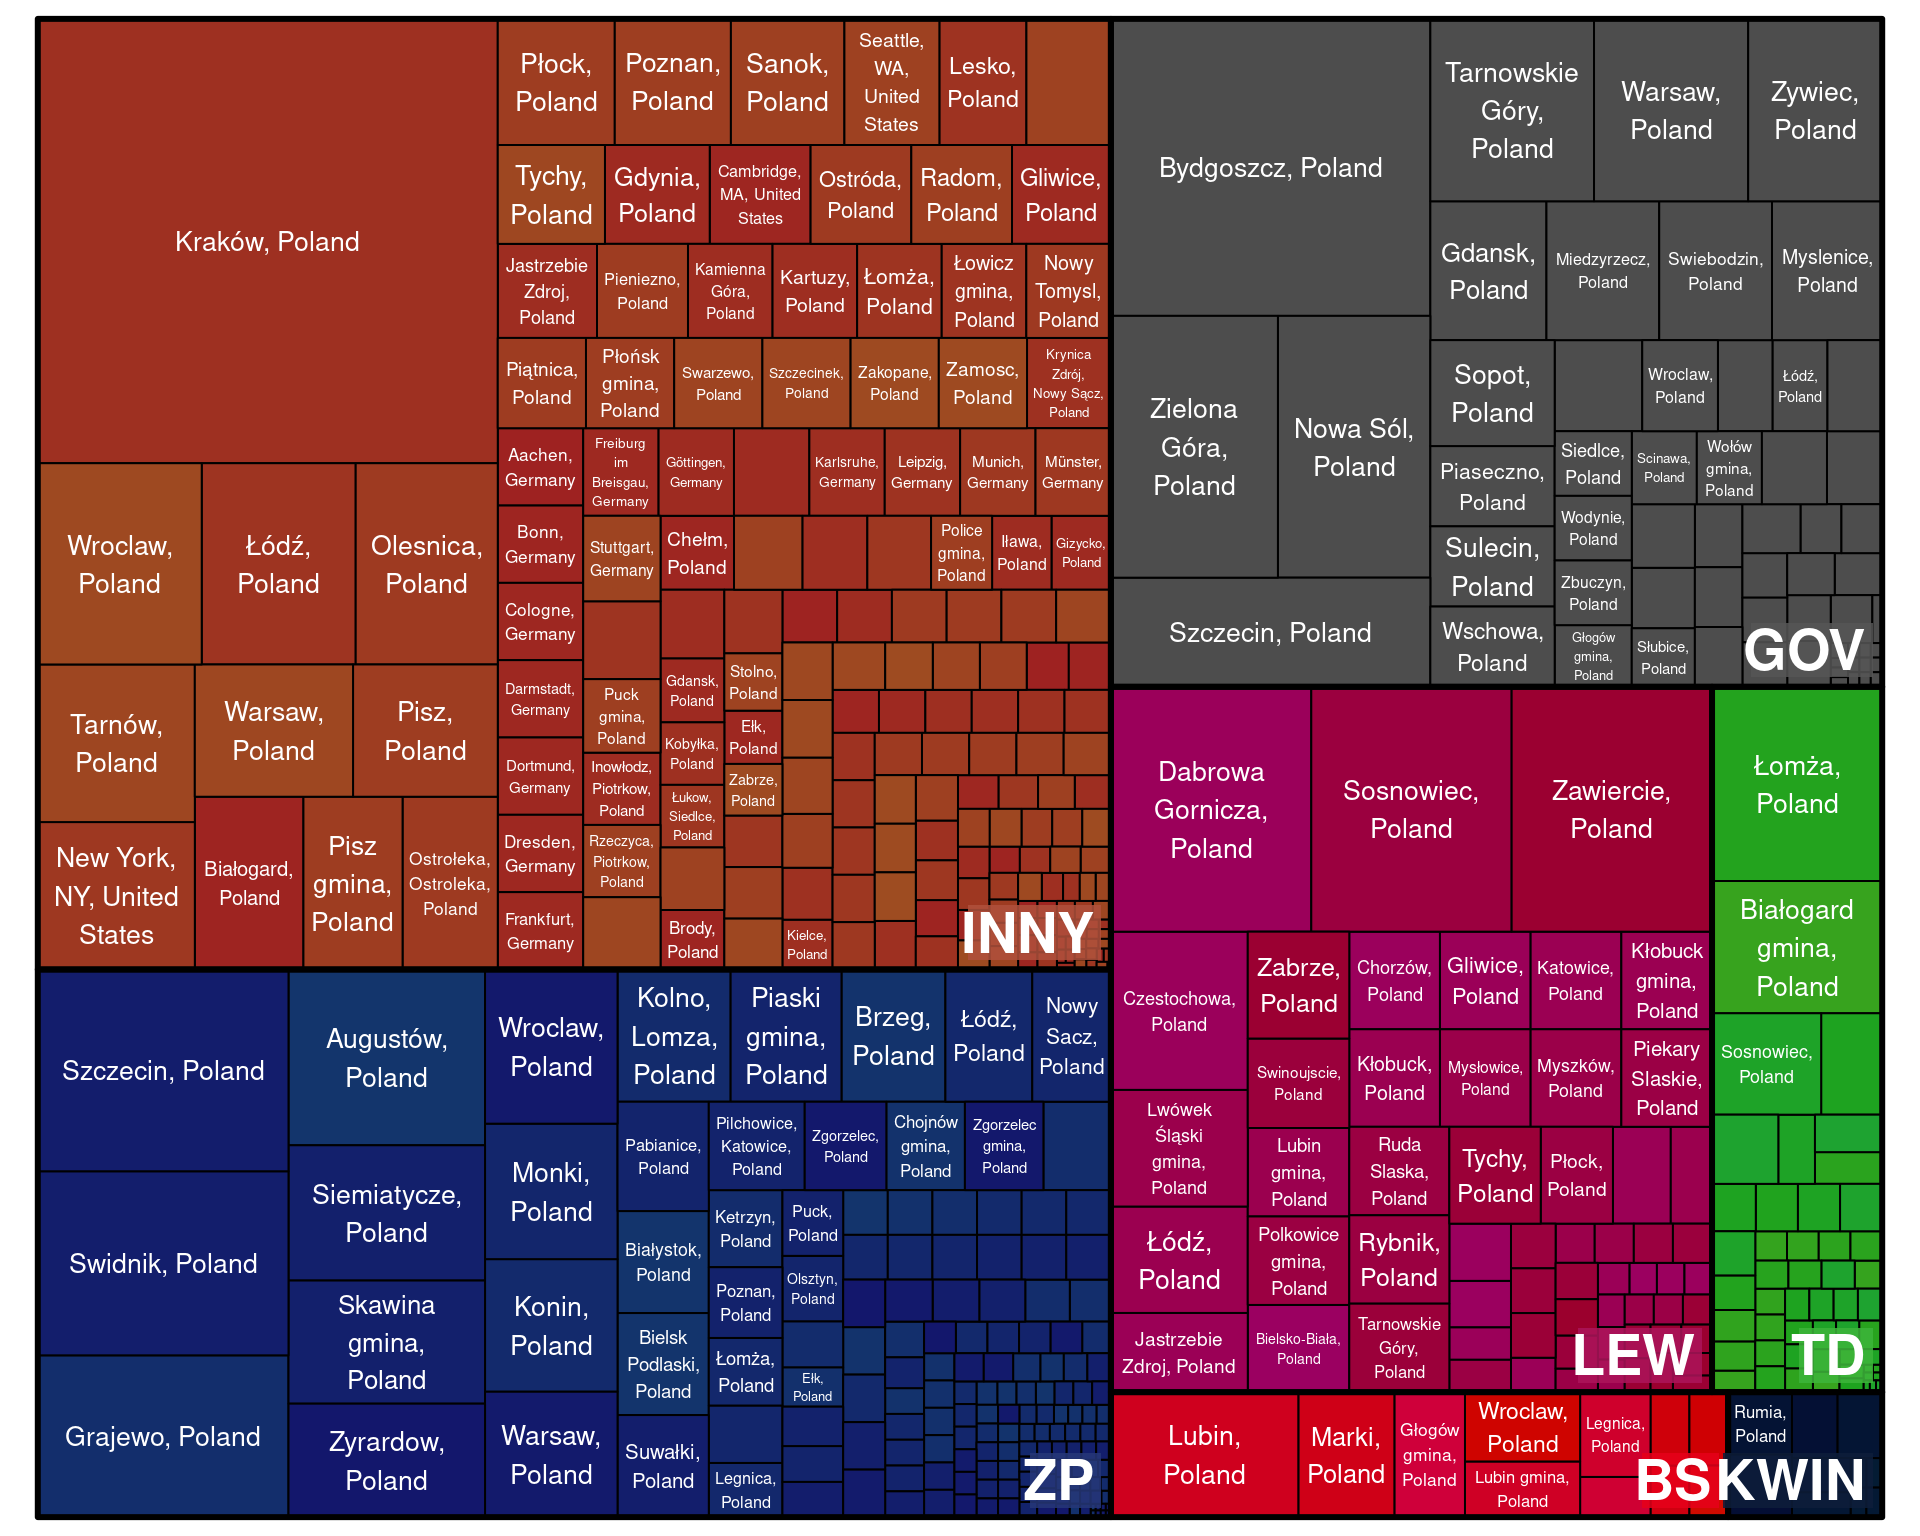 Kraków, Poland
Płock,
Poland
Poznan,
Poland
Sanok,
Poland
Seattle,
WA,
United
States
Lesko,
Poland
Tychy,
Poland
Gdynia,
Poland
Cambridge,
MA, United
States
Ostróda,
Poland
Radom,
Poland
Gliwice,
Poland
Jastrzebie
Zdroj,
Poland
Pieniezno,
Poland
Kamienna
Góra,
Poland
Kartuzy,
Poland
Łomża,
Poland
Łowicz
gmina,
Poland
Nowy
Tomysl,
Poland
Piątnica,
Poland
Płońsk
gmina,
Poland
Swarzewo,
Poland
Szczecinek,
Poland
Zakopane,
Poland
Zamosc,
Poland
Krynica
Zdrój,
Nowy Sącz,
Poland
Wroclaw,
Poland
Łódź,
Poland
Olesnica,
Poland
Tarnów,
Poland
Warsaw,
Poland
Pisz,
Poland
New York,
NY, United
States
Białogard,
Poland
Pisz
gmina,
Poland
Ostrołeka,
Ostroleka,
Poland
Aachen,
Germany
Bonn,
Germany
Cologne,
Germany
Darmstadt,
Germany
Dortmund,
Germany
Dresden,
Germany
Frankfurt,
Germany
Freiburg
im
Breisgau,
Germany
Göttingen,
Germany
Karlsruhe,
Germany
Leipzig,
Germany
Munich,
Germany
Münster,
Germany
Stuttgart,
Germany
Chełm,
Poland
Police
gmina,
Poland
Iława,
Poland
Gizycko,
Poland
Puck
gmina,
Poland
Inowłodz,
Piotrkow,
Poland
Rzeczyca,
Piotrkow,
Poland
Gdansk,
Poland
Kobyłka,
Poland
Łukow,
Siedlce,
Poland
Brody,
Poland
Stolno,
Poland
Ełk,
Poland
Zabrze,
Poland
Kielce,
Poland
INNY
Bydgoszcz, Poland
Tarnowskie
Góry,
Poland
Warsaw,
Poland
Zywiec,
Poland
Gdansk,
Poland
Miedzyrzecz,
Poland
Swiebodzin,
Poland
Myslenice,
Poland
Zielona
Góra,
Poland
Nowa Sól,
Poland
Szczecin, Poland
Sopot,
Poland
Piaseczno,
Poland
Sulecin,
Poland
Wschowa,
Poland
Wroclaw,
Poland
Łódź,
Poland
Siedlce,
Poland
Scinawa,
Poland
Wołów
gmina,
Poland
Wodynie,
Poland
Zbuczyn,
Poland
Głogów
gmina,
Poland
Słubice,
Poland
GOV
Szczecin, Poland
Swidnik, Poland
Grajewo, Poland
Augustów,
Poland
Siemiatycze,
Poland
Skawina
gmina,
Poland
Zyrardow,
Poland
Wroclaw,
Poland
Monki,
Poland
Konin,
Poland
Warsaw,
Poland
Kolno,
Lomza,
Poland
Piaski
gmina,
Poland
Brzeg,
Poland
Łódź,
Poland
Nowy
Sacz,
Poland
Pabianice,
Poland
Pilchowice,
Katowice,
Poland
Zgorzelec,
Poland
Chojnów
gmina,
Poland
Zgorzelec
gmina,
Poland
Białystok,
Poland
Bielsk
Podlaski,
Poland
Suwałki,
Poland
Ketrzyn,
Poland
Poznan,
Poland
Łomża,
Poland
Legnica,
Poland
Puck,
Poland
Olsztyn,
Poland
Ełk,
Poland
ZP
Dabrowa
Gornicza,
Poland
Sosnowiec,
Poland
Zawiercie,
Poland
Czestochowa,
Poland
Lwówek
Śląski
gmina,
Poland
Łódź,
Poland
Jastrzebie
Zdroj, Poland
Zabrze,
Poland
Swinoujscie,
Poland
Lubin
gmina,
Poland
Polkowice
gmina,
Poland
Bielsko-Biała,
Poland
Chorzów,
Poland
Gliwice,
Poland
Katowice,
Poland
Kłobuck
gmina,
Poland
Kłobuck,
Poland
Mysłowice,
Poland
Myszków,
Poland
Piekary
Slaskie,
Poland
Ruda
Slaska,
Poland
Tychy,
Poland
Płock,
Poland
Rybnik,
Poland
Tarnowskie
Góry,
Poland
LEW
Łomża,
Poland
Białogard
gmina,
Poland
Sosnowiec,
Poland
TD
Lubin,
Poland
Marki,
Poland
Głogów
gmina,
Poland
Wroclaw,
Poland
Lubin gmina,
Poland
Legnica,
Poland
BS
Rumia,
Poland
KWIN